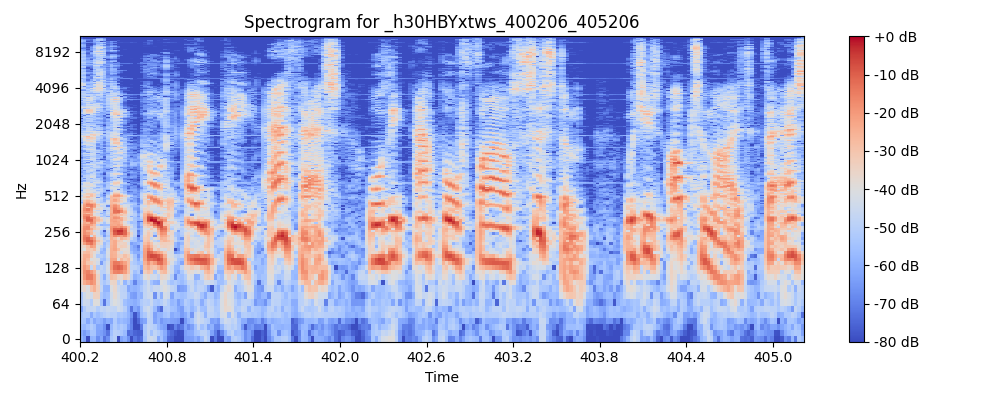 Spectrogram for _h30HBYxtws_400206_405206
8192
4096
2048
1024
512
256
128
64
0
Hz
400.2 400.8 401.4 402.0 402.6 403.2 403.8 404.4 405.0
Time
+0 dB
-10 dB
-20 dB
-30 dB
-40 dB
-50 dB
-60 dB
-70 dB
-80 dB